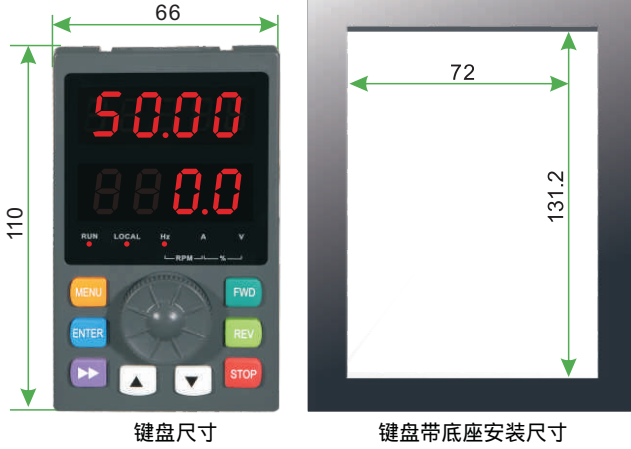 66
50.00
0.0
RUN LOCAL Hz A V
RPM %
MENU FWD
ENTER REV
STOP
110
键盘尺寸
72
131.2
键盘带底座安装尺寸